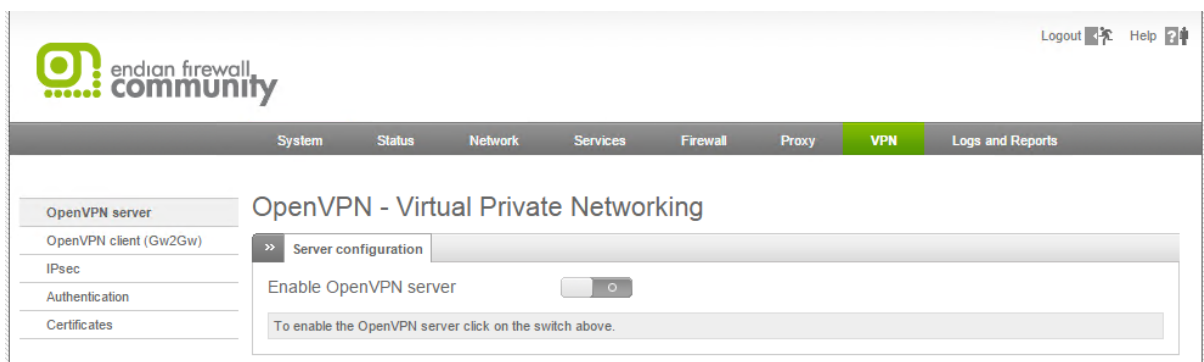 Logout Help
endian firewall
community
System Status Network Services Firewall Proxy VPN Logs and Reports
OpenVPN server
OpenVPN client (Gw2Gw)
IPsec
Authentication
Certificates
OpenVPN - Virtual Private Networking
>> Server configuration
Enable OpenVPN server
To enable the OpenVPN server click on the switch above.